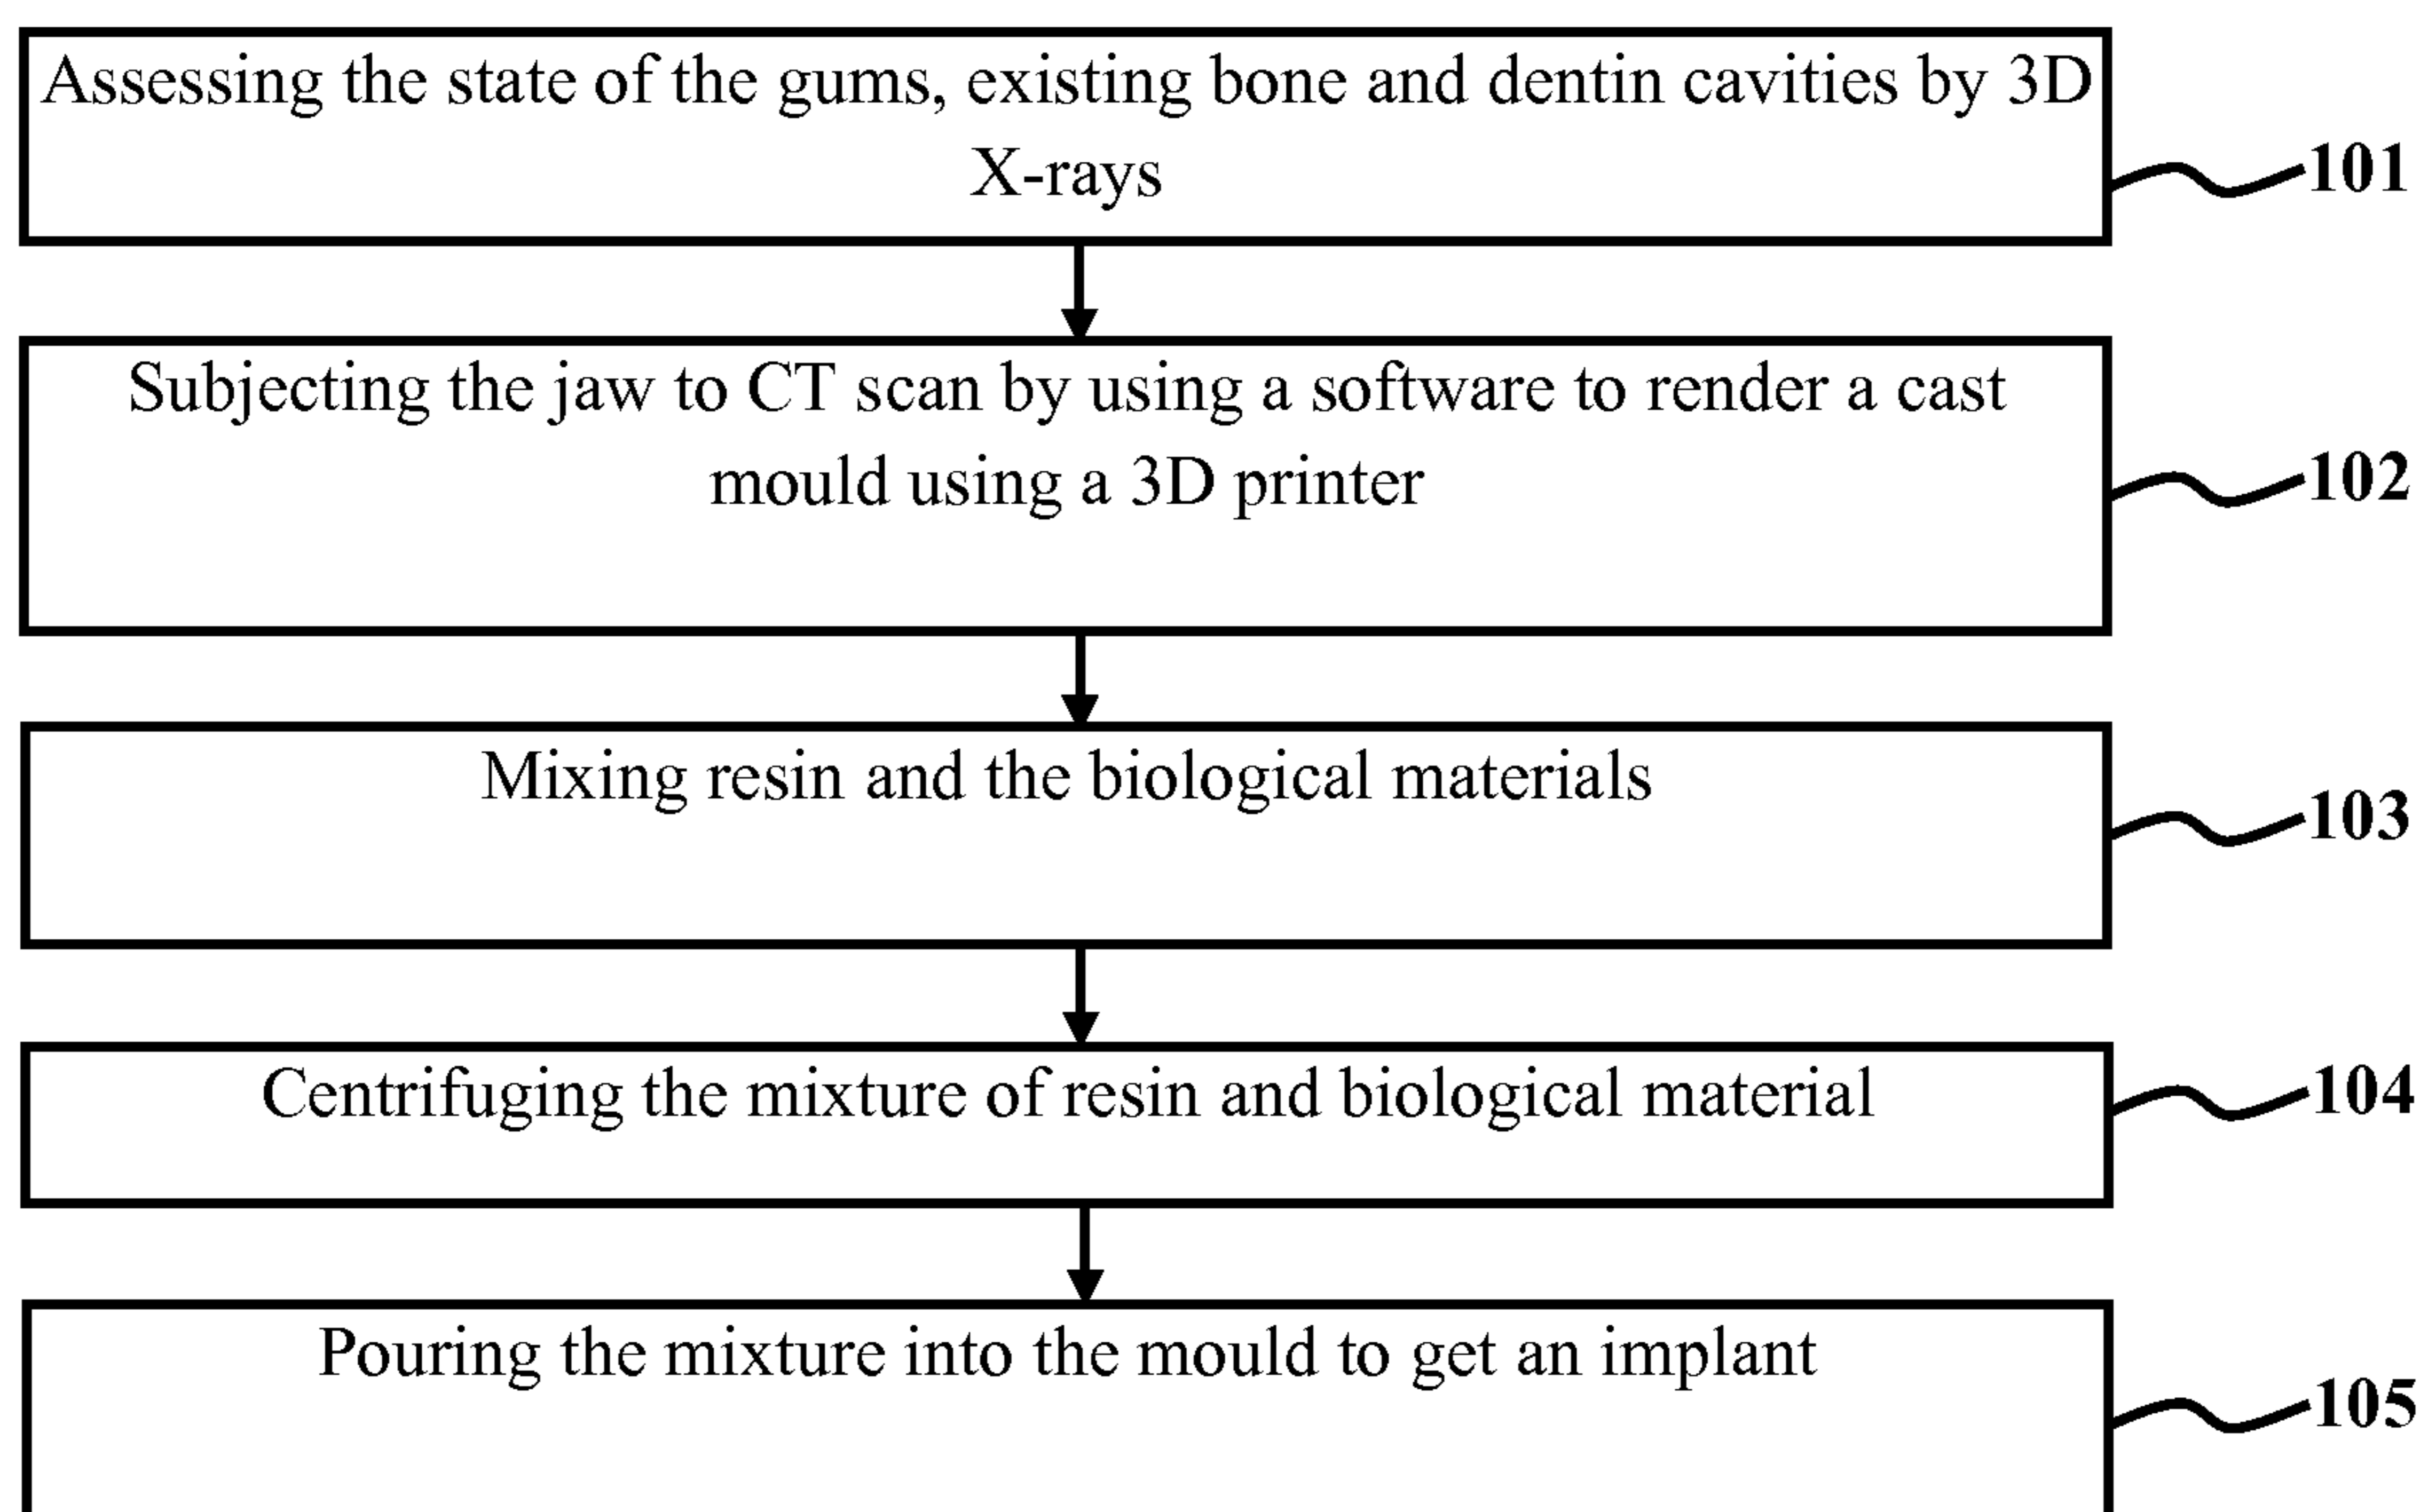 Assessing the state of the gums, existing bone and dentin cavities by 3D
X-rays
101
Subjecting the jaw to CT scan by using a software to render a cast
mould using a 3D printer
102
Mixing resin and the biological materials
103
Centrifuging the mixture of resin and biological material
104
Pouring the mixture into the mould to get an implant
105